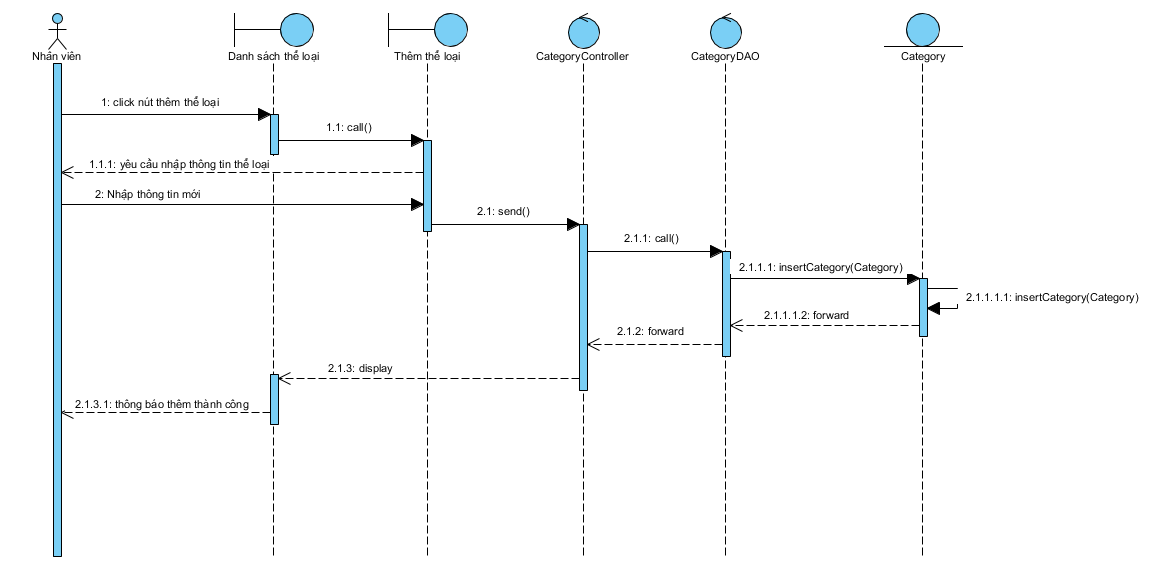 Nhân viên
Danh sách thể loại
Thêm thể loại
CategoryController
CategoryDAO
Category
1: click nút thêm thể loại
1.1: call()
1.1.1: yêu cầu nhập thông tin thể loại
2: Nhập thông tin mới
2.1: send()
2.1.1: call()
2.1.1.1: insertCategory(Category)
2.1.1.1.1: insertCategory(Category)
2.1.1.1.2: forward
2.1.2: forward
2.1.3: display
2.1.3.1: thông báo thêm thành công